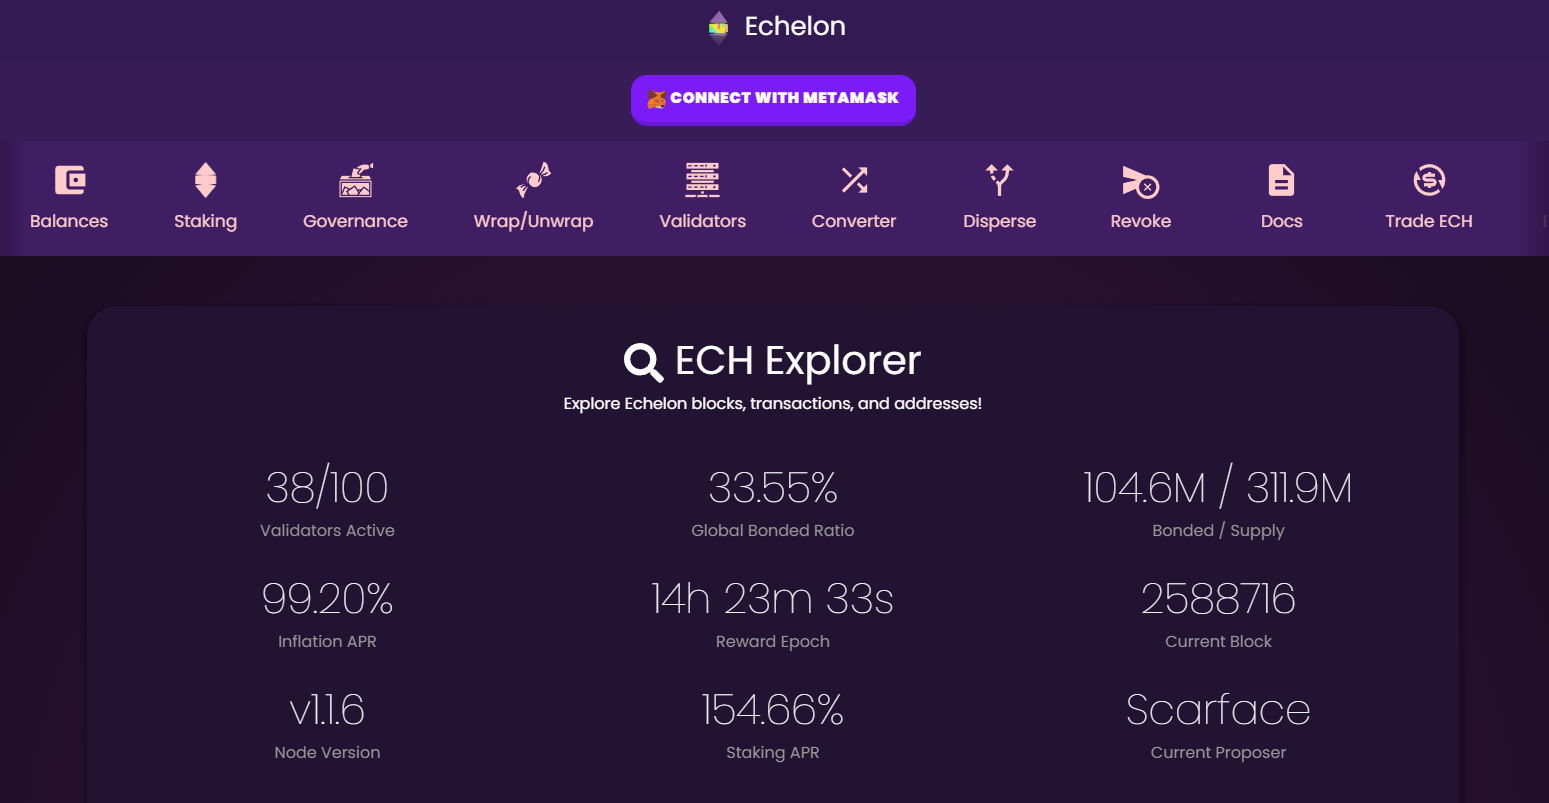 Echelon
CONNECT WITH METAMASK
Balances
Staking
Governance
Wrap/Unwrap
Validators
Converter
Disperse
Revoke
Docs
Trade ECH
ECH Explorer
Explore Echelon blocks, transactions, and addresses!
38/100
Validators Active
33.55%
Global Bonded Ratio
104.6M / 311.9M
Bonded / Supply
99.20%
Inflation APR
14h 23m 33s
Reward Epoch
2588716
Current Block
v1.1.6
Node Version
154.66%
Staking APR
Scarface
Current Proposer